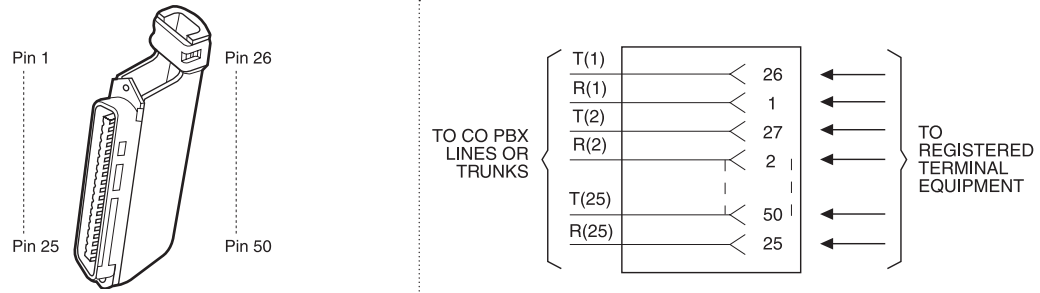 Pin 1
Pin 26
Pin 25
Pin 50
TO CO PBX
LINES OR
TRUNKS
T(1)
26
R(1)
1
T(2)
27
R(2)
2
T(25)
50
R(25)
25
TO
REGISTERED
TERMINAL
EQUIPMENT